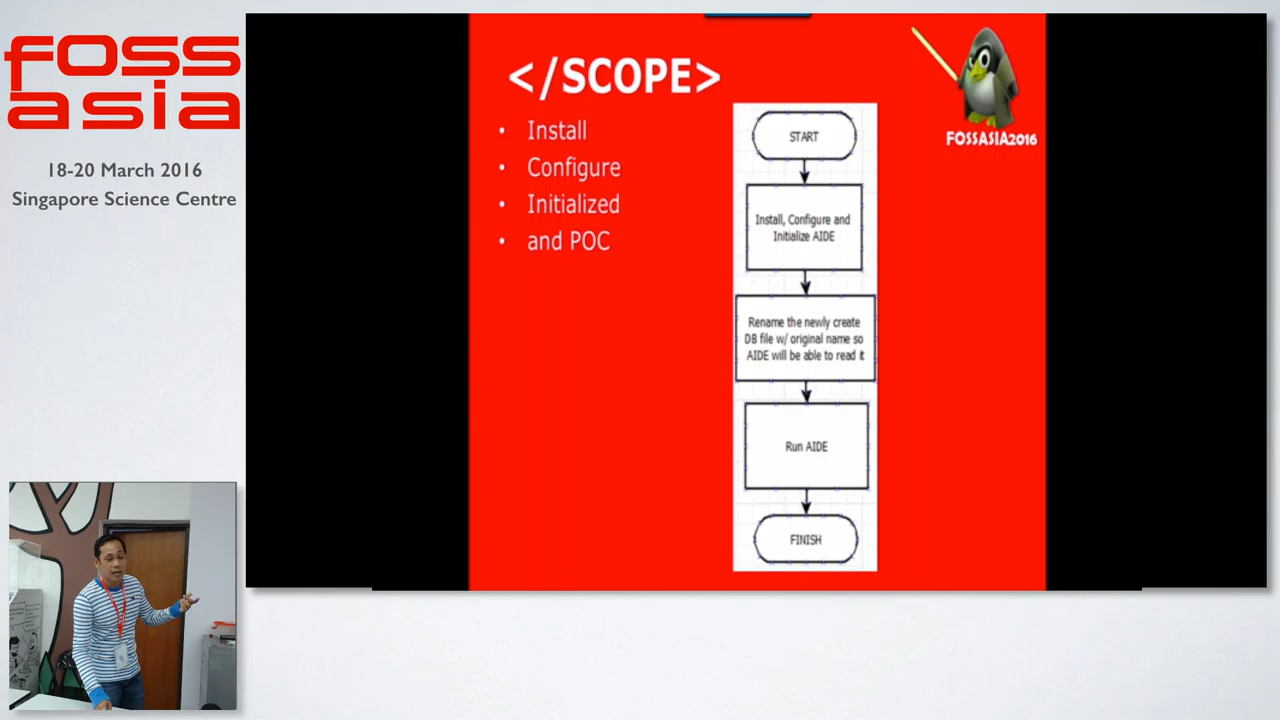 foss
asia
18-20 March 2016
Singapore Science Centre
</SCOPE>
• Install
• Configure
• Initialized
• and POC
START
Install, Configure and
Initialize AIDE
Rename the newly create
DB file w/ original name so
AIDE will be able to read it
Run AIDE
FINISH
FOSSASIA2016